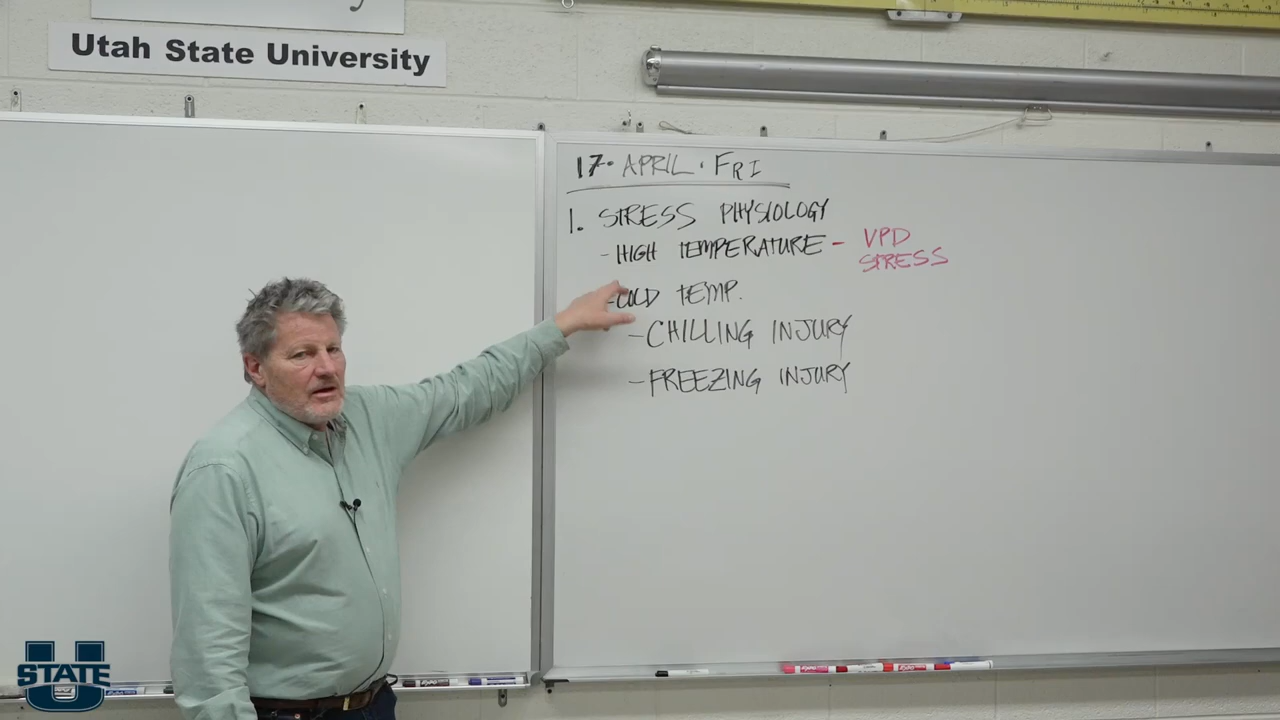 Utah State University
17. APRIL. FRI
1. STRESS PHYSIOLOGY
- HIGH TEMPERATURE - VPD STRESS
- COLD TEMP.
- CHILLING INJURY
- FREEZING INJURY
U
STATE